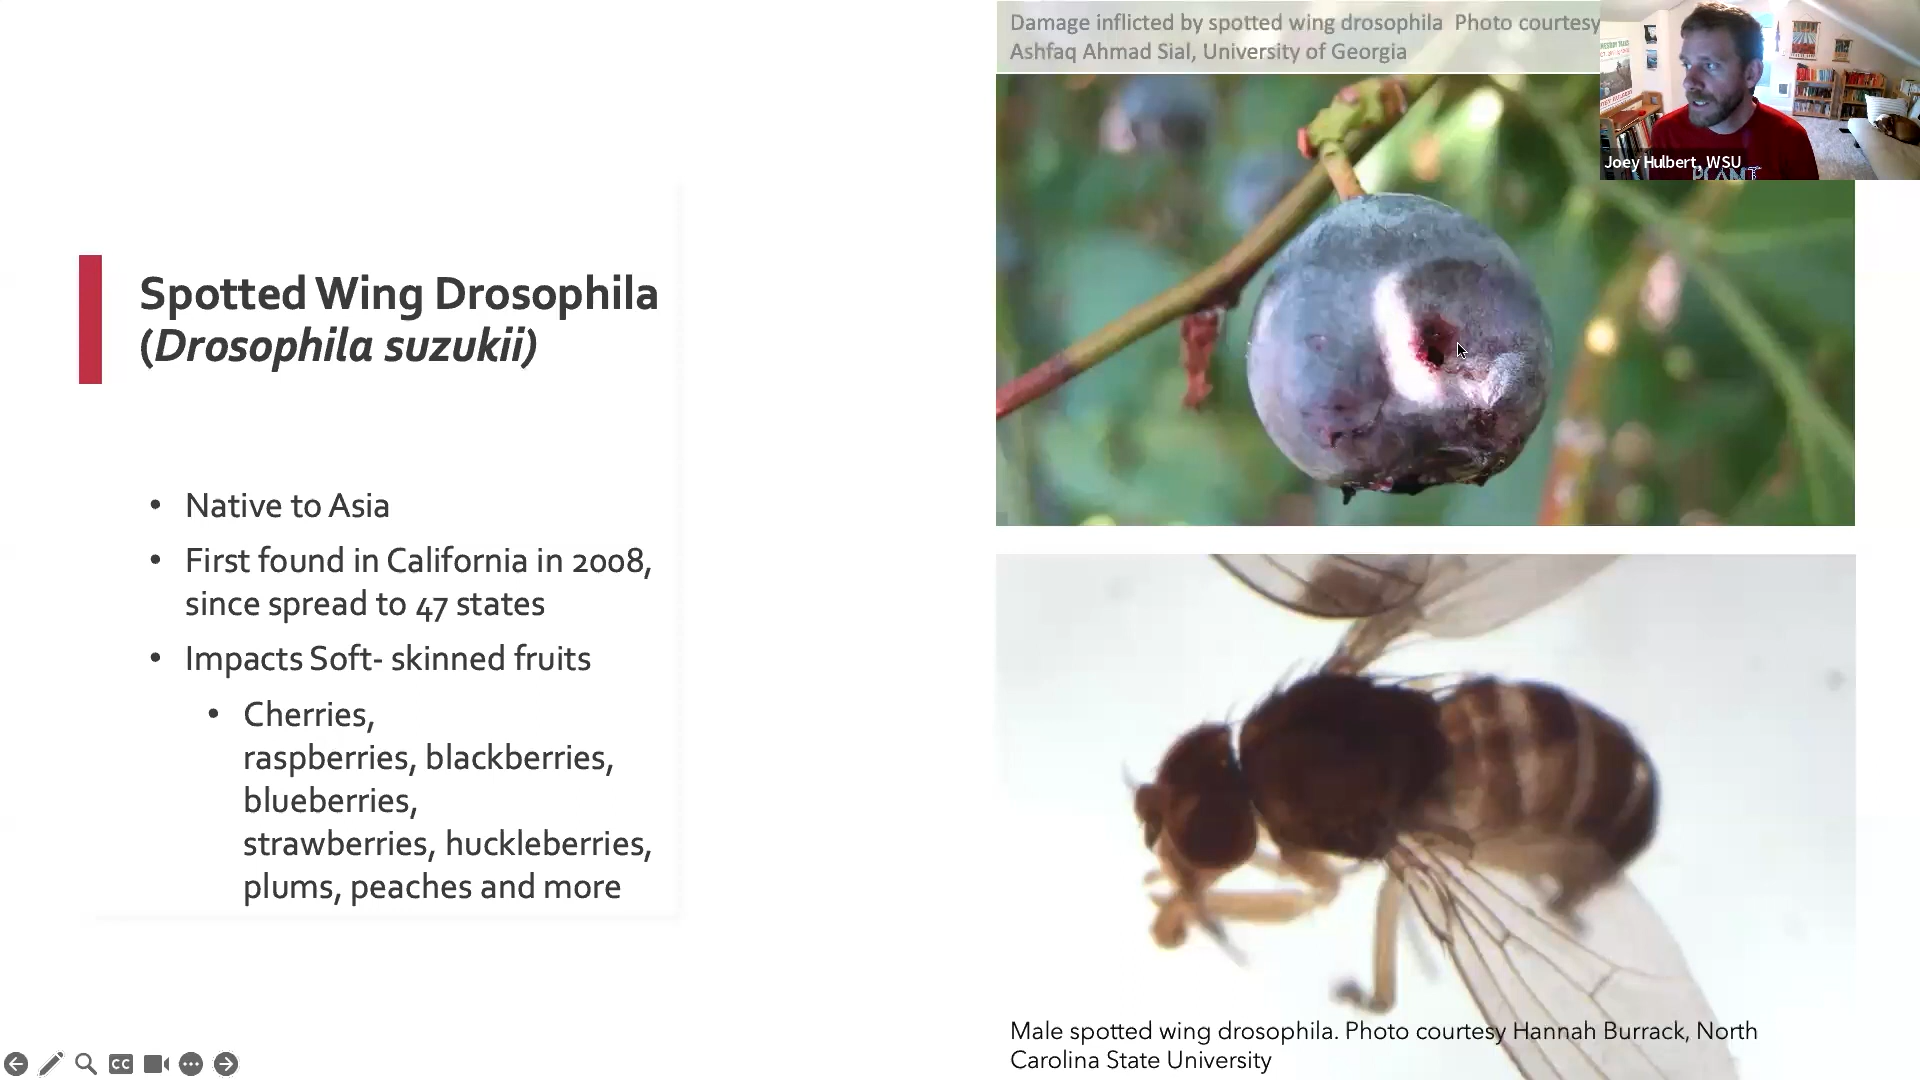 Damage inflicted by spotted wing drosophila Photo courtesy
Ashfaq Ahmad Sial, University of Georgia
Joey Hulbert, WSU
PLANT
Spotted Wing Drosophila
(Drosophila suzukii)
• Native to Asia
• First found in California in 2008,
since spread to 47 states
• Impacts Soft- skinned fruits
• Cherries,
raspberries, blackberries,
blueberries,
strawberries, huckleberries,
plums, peaches and more
Male spotted wing drosophila. Photo courtesy Hannah Burrack, North
Carolina State University
CC